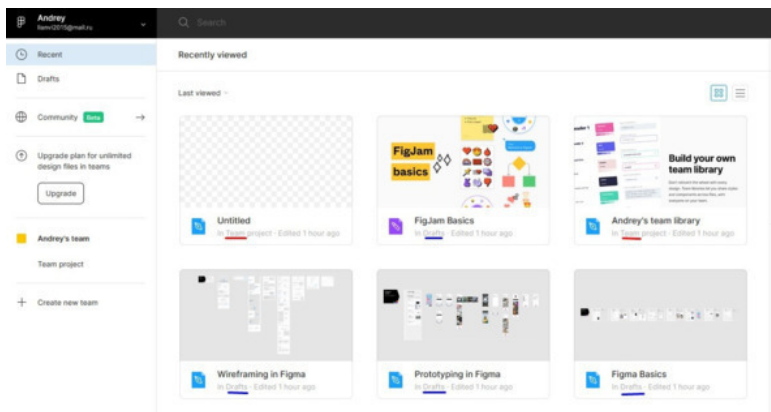 Andrey
Search
Recent
Recently viewed
Drafts
Last viewed
Community Beta
Upgrade plan for unlimited
design files in teams
Upgrade
FigJam
basics
Build your own
team library
Untitled
In Team project · Edited 1 hour ago
FigJam Basics
In Drafts · Edited 1 hour ago
Andrey's team library
In Team project · Edited 1 hour ago
Andrey's team
Team project
Create new team
Wireframing in Figma
In Drafts · Edited 1 hour ago
Prototyping in Figma
In Drafts · Edited 1 hour ago
Figma Basics
In Drafts · Edited 1 hour ago